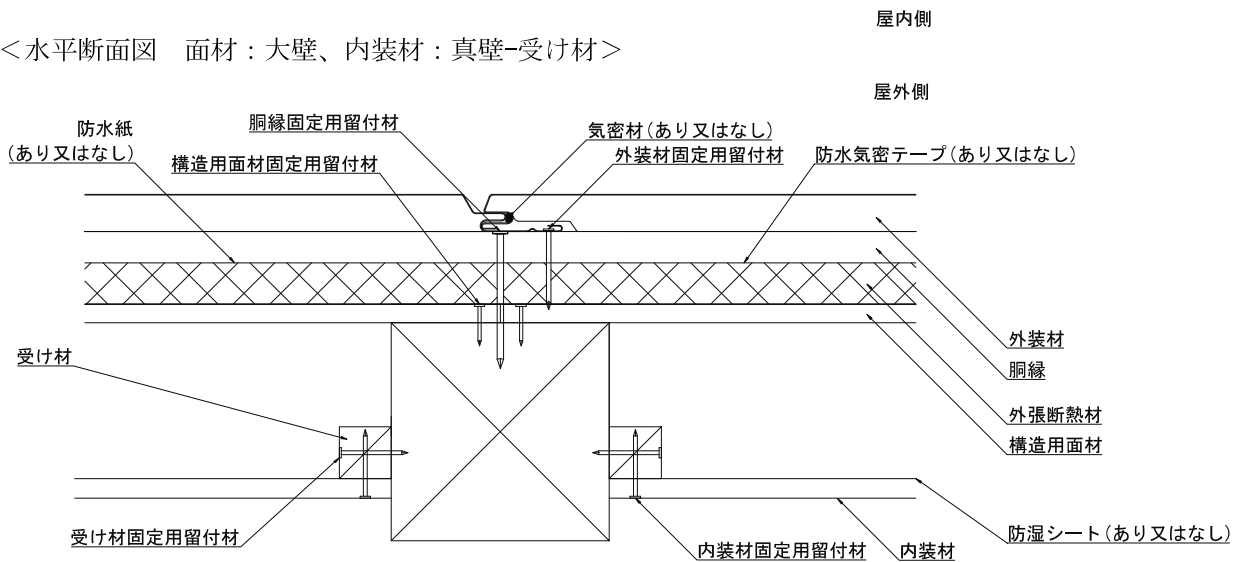 屋内側
<水平断面図　面材：大壁、内装材：真壁-受け材>
屋外側
防水紙
(あり又はなし)
胴縁固定用留付材
構造用面材固定用留付材
気密材(あり又はなし)
外装材固定用留付材
防水気密テープ(あり又はなし)
外装材
胴縁
外張断熱材
構造用面材
受け材
受け材固定用留付材
内装材固定用留付材
内装材
防湿シート(あり又はなし)